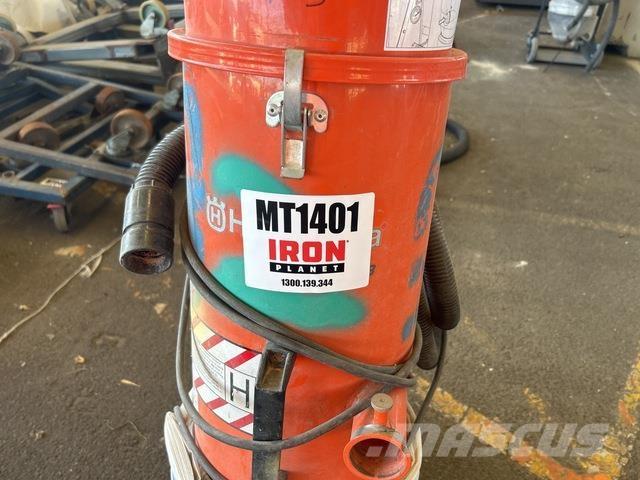 MT1401
H
a
IRON
PLANET
1300.139.344
H
MASCUS